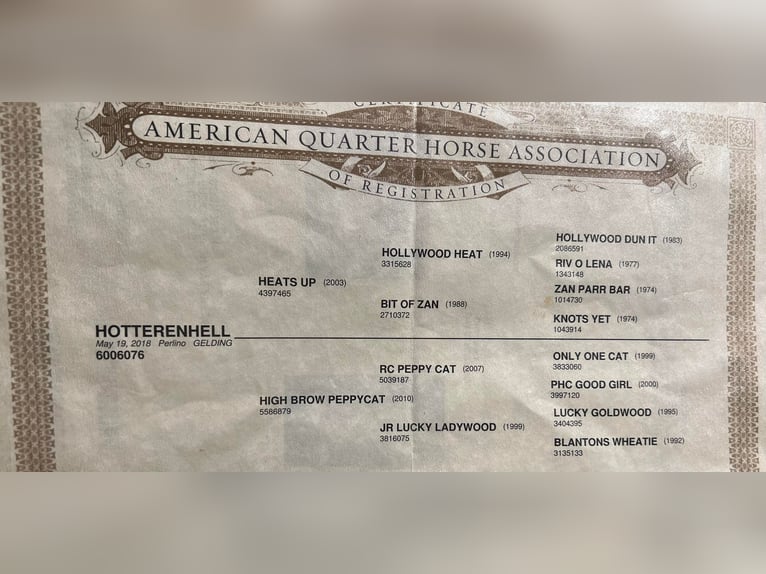 CERTIFICATE
AMERICAN QUARTER HORSE ASSOCIATION
OF REGISTRATION
HOTTERENHELL
May 19, 2018 Perlino GELDING
6006076
HEATS UP (2003)
4397465
HIGH BROW PEPPYCAT (2010)
5586879
HOLLYWOOD HEAT (1994)
3315628
BIT OF ZAN (1988)
2710372
RC PEPPY CAT (2007)
5039187
JR LUCKY LADYWOOD (1999)
3816075
HOLLYWOOD DUN IT (1983)
2086591
RIV O LENA (1977)
1343148
ZAN PARR BAR (1974)
1014730
KNOTS YET (1974)
1043914
ONLY ONE CAT (1999)
3833060
PHC GOOD GIRL (2000)
3997120
LUCKY GOLDWOOD (1995)
3404395
BLANTONS WHEATIE (1992)
3135133